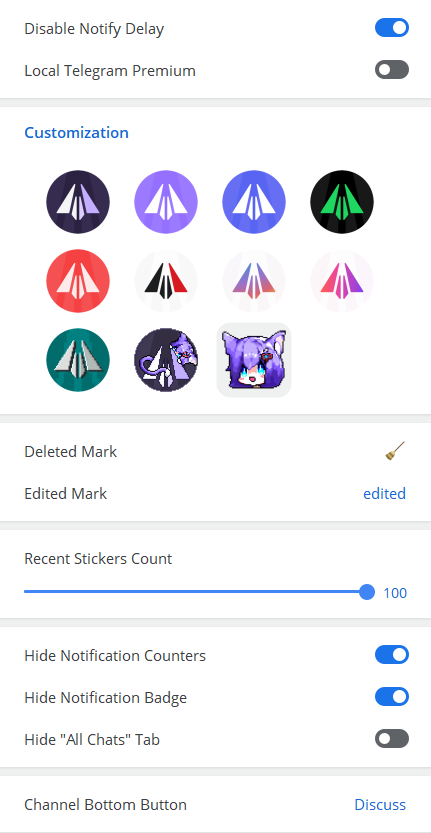 Disable Notify Delay
Local Telegram Premium
Customization
Deleted Mark
Edited Mark edited
Recent Stickers Count
100
Hide Notification Counters
Hide Notification Badge
Hide "All Chats" Tab
Channel Bottom Button Discuss